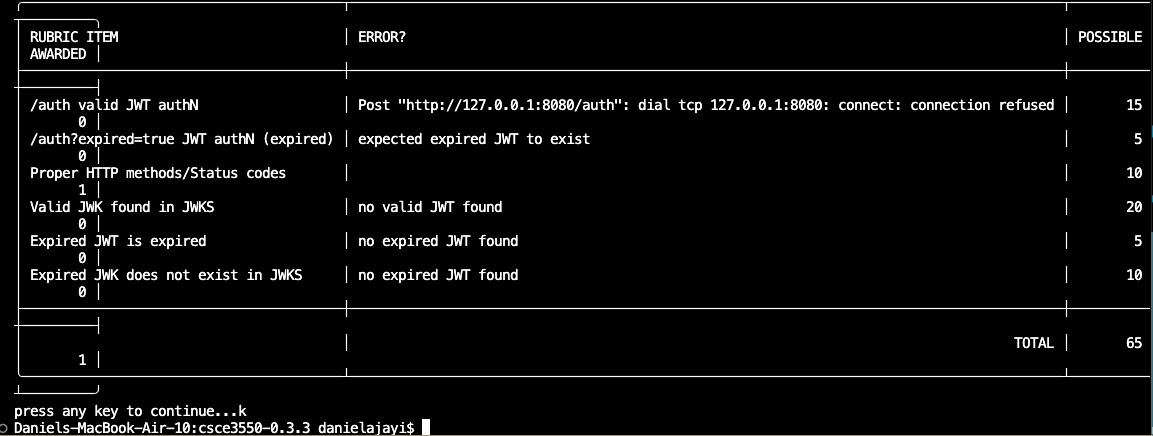 RUBRIC ITEM | ERROR? | POSSIBLE
AWARDED |
/auth valid JWT authN | Post "http://127.0.0.1:8080/auth": dial tcp 127.0.0.1:8080: connect: connection refused | 15
0 |
/auth?expired=true JWT authN (expired) | expected expired JWT to exist | 5
0 |
Proper HTTP methods/Status codes | | 10
1 |
Valid JWK found in JWKS | no valid JWT found | 20
0 |
Expired JWT is expired | no expired JWT found | 5
0 |
Expired JWK does not exist in JWKS | no expired JWT found | 10
0 |
TOTAL | 65
1 |
press any key to continue...k
Daniels-MacBook-Air-10:csce3550-0.3.3 danielajayi$